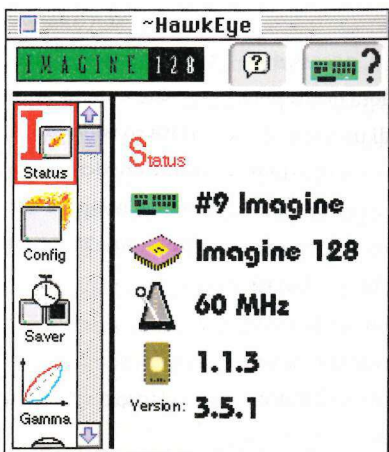 ~HawkEye
IMAGINE 128
?
?
Status
Config
Saver
Gamma
Status
#9 Imagine
Imagine 128
60 MHz
1.1.3
Version: 3.5.1